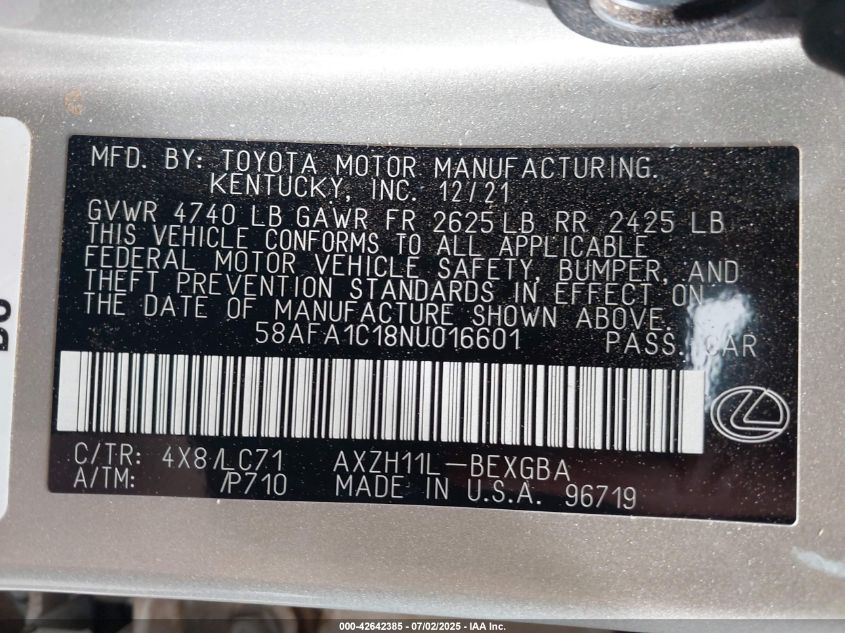 MFD. BY: TOYOTA MOTOR MANUFACTURING.
KENTUCKY, INC. 12/21
GVWR 4740 LB GAWR FR 2625 LB RR 2425 LB
THIS VEHICLE CONFORMS TO ALL APPLICABLE
FEDERAL MOTOR VEHICLE SAFETY, BUMPER, AND
THEFT PREVENTION STANDARDS IN EFFECT ON
THE DATE OF MANUFACTURE SHOWN ABOVE.
58AFA1C18NU016601 PASS. CAR
C/TR: 4X8/LC71 AXZH11L-BEXGBA
A/TM: /P710 MADE IN U.S.A. 96719
000-42642385 / 07/02/2025 - IAA Inc.